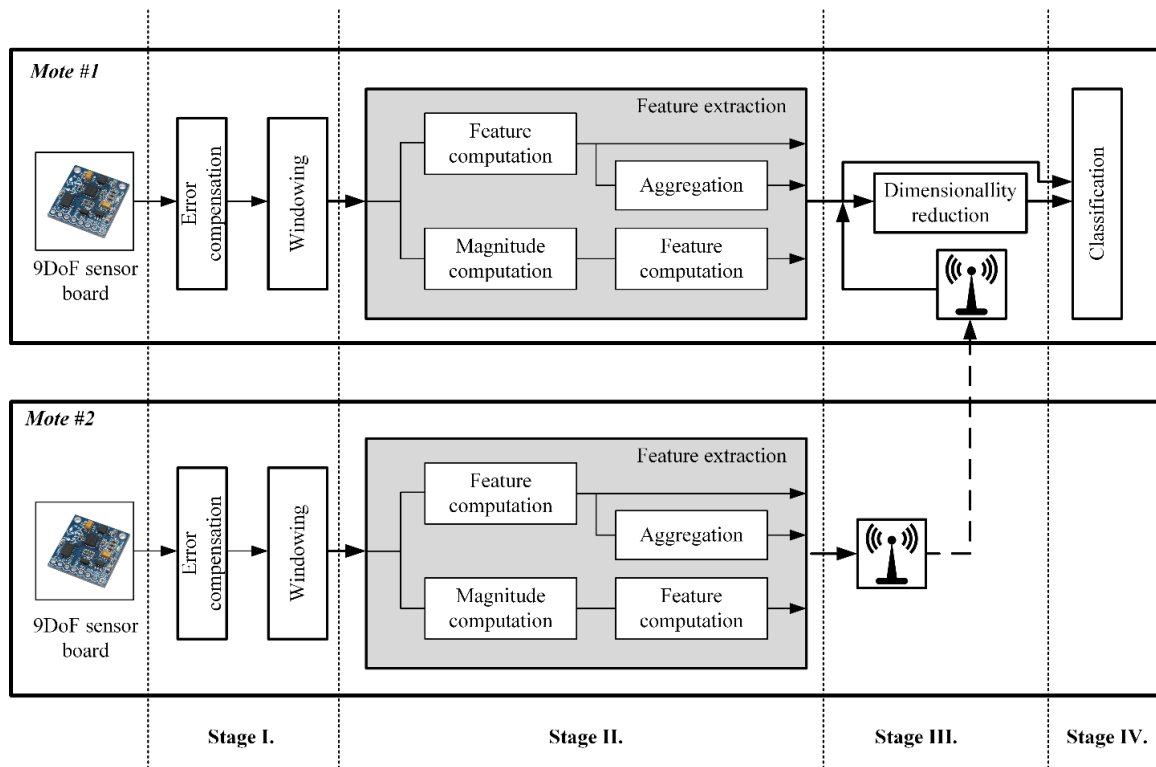 Mote #1
9DoF sensor
board
Error
compensation
Windowing
Feature extraction
Feature
computation
Aggregation
Magnitude
computation
Feature
computation
Dimensionallity
reduction
Classification
Mote #2
9DoF sensor
board
Error
compensation
Windowing
Feature extraction
Feature
computation
Aggregation
Magnitude
computation
Feature
computation
Stage I.
Stage II.
Stage III.
Stage IV.